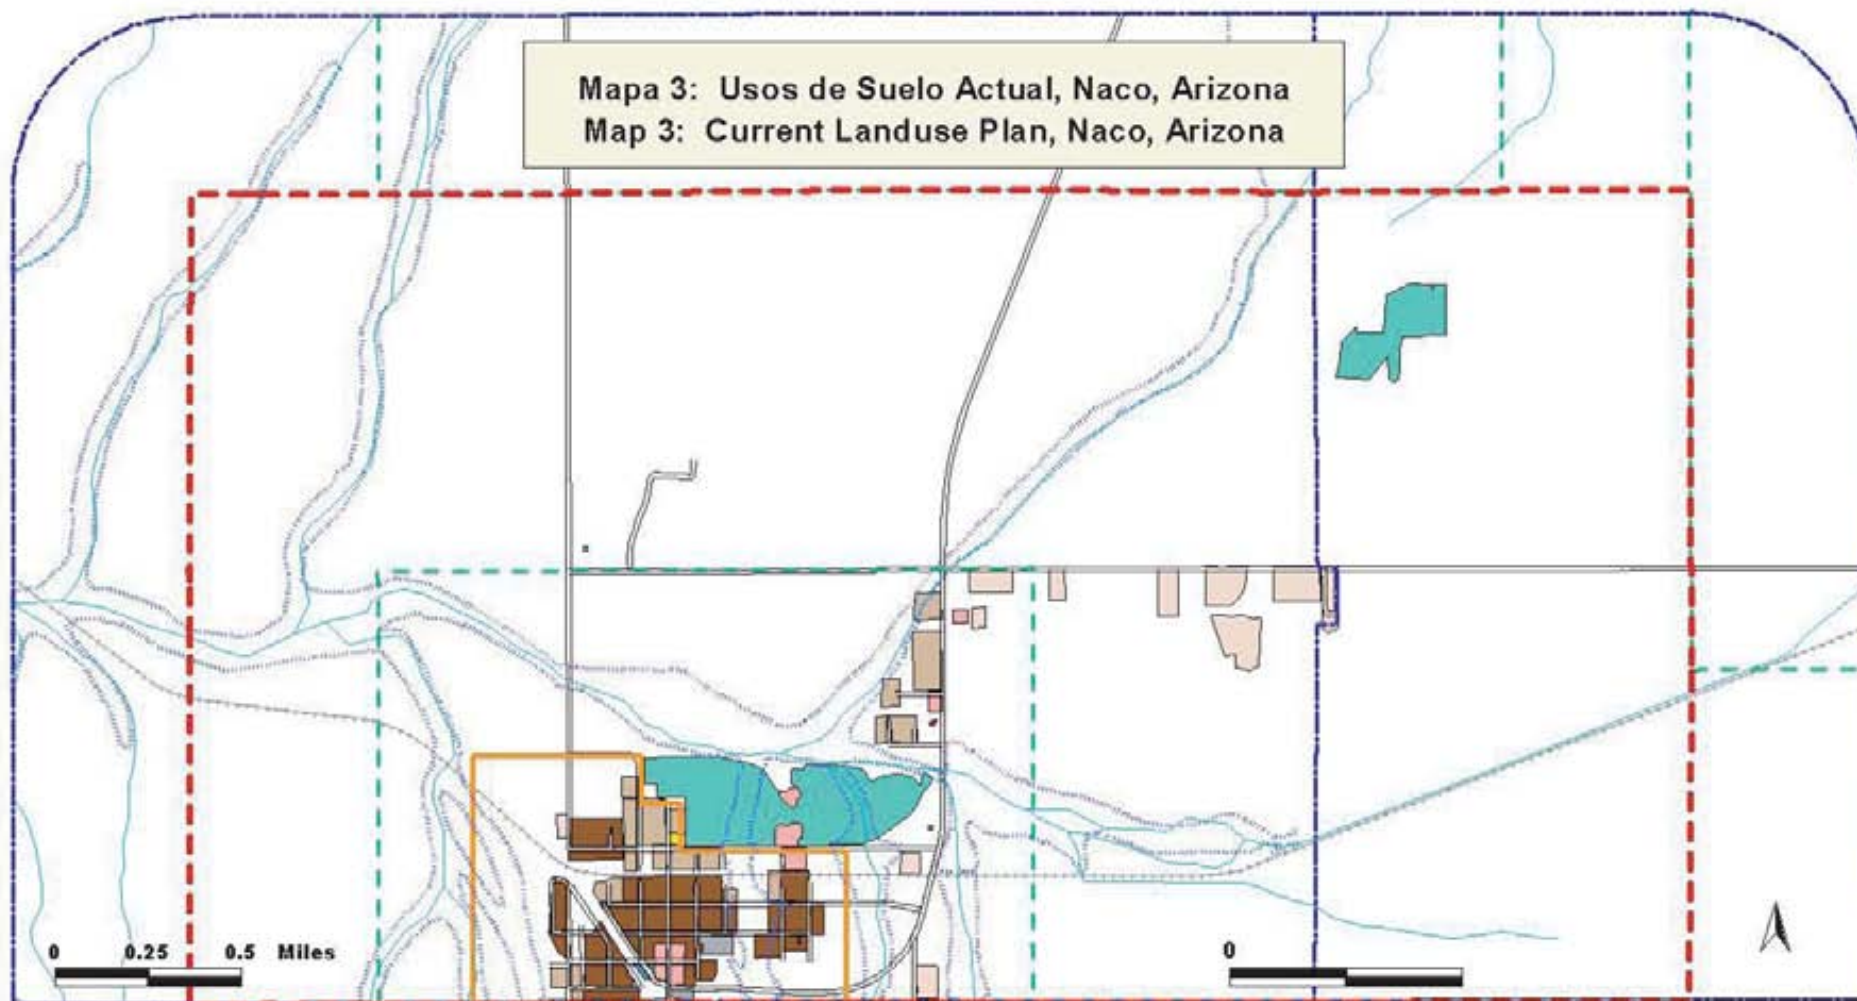 Mapa 3: Usos de Suelo Actual, Naco, Arizona
Map 3: Current Landuse Plan, Naco, Arizona
0 0.25 0.5 Miles
0